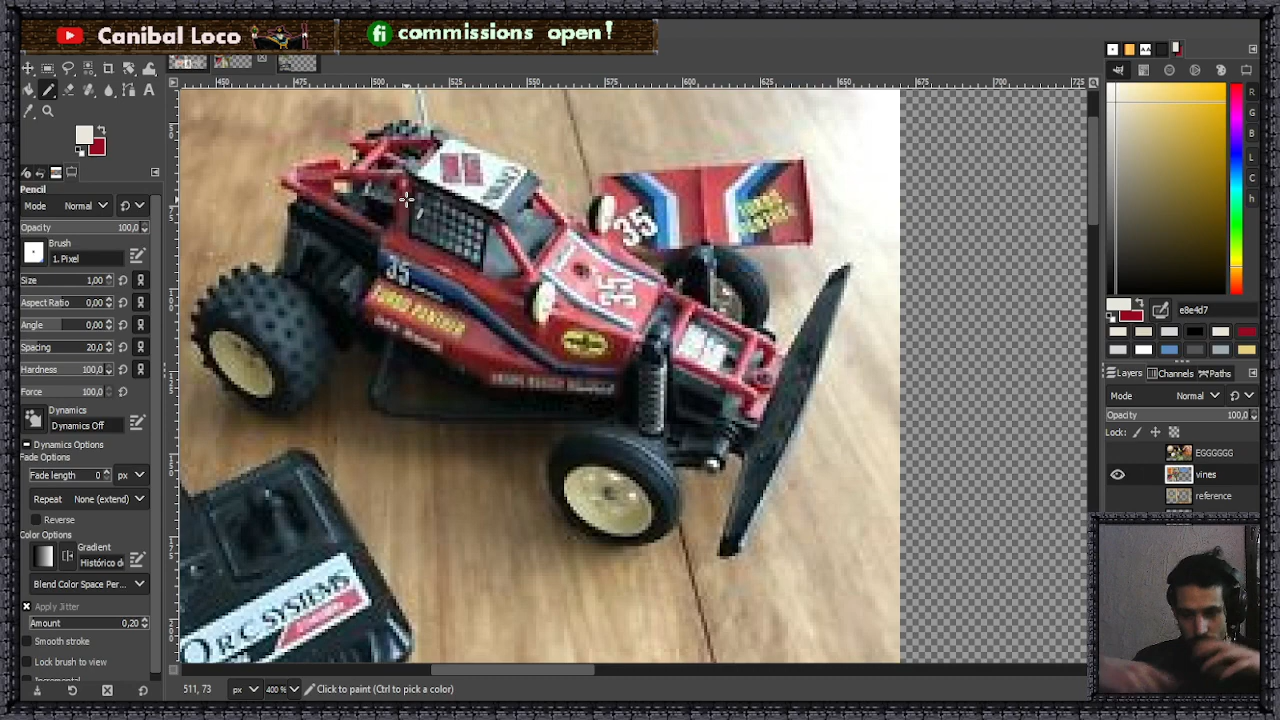 Canibal Loco
fi commissions open!
450 475 500 525 550 575 600 625 650 675 700 725
Pencil
Mode Normal
Opacity 100,0
Brush
1. Pixel
Size 1,00
Aspect Ratio 0,00
Angle 0,00
Spacing 20,0
Hardness 100,0
Force 100,0
Dynamics
Dynamics Off
Dynamics Options
Fade Options
Fade length 0 px
Repeat None (extend)
Reverse
Color Options
Gradient
Histórico d
Blend Color Space Per...
Apply Jitter
Amount 0,20
Smooth stroke
Lock brush to view
Incremental
35
35
35
R.C. SYSTEMS
511, 73 px 400 % Click to paint (Ctrl to pick a color)
R
G
B
L
C
h
e8e4d7
Layers Channels Paths
Mode Normal
Opacity 100,0
Lock:
EGGGGGG
vines
reference